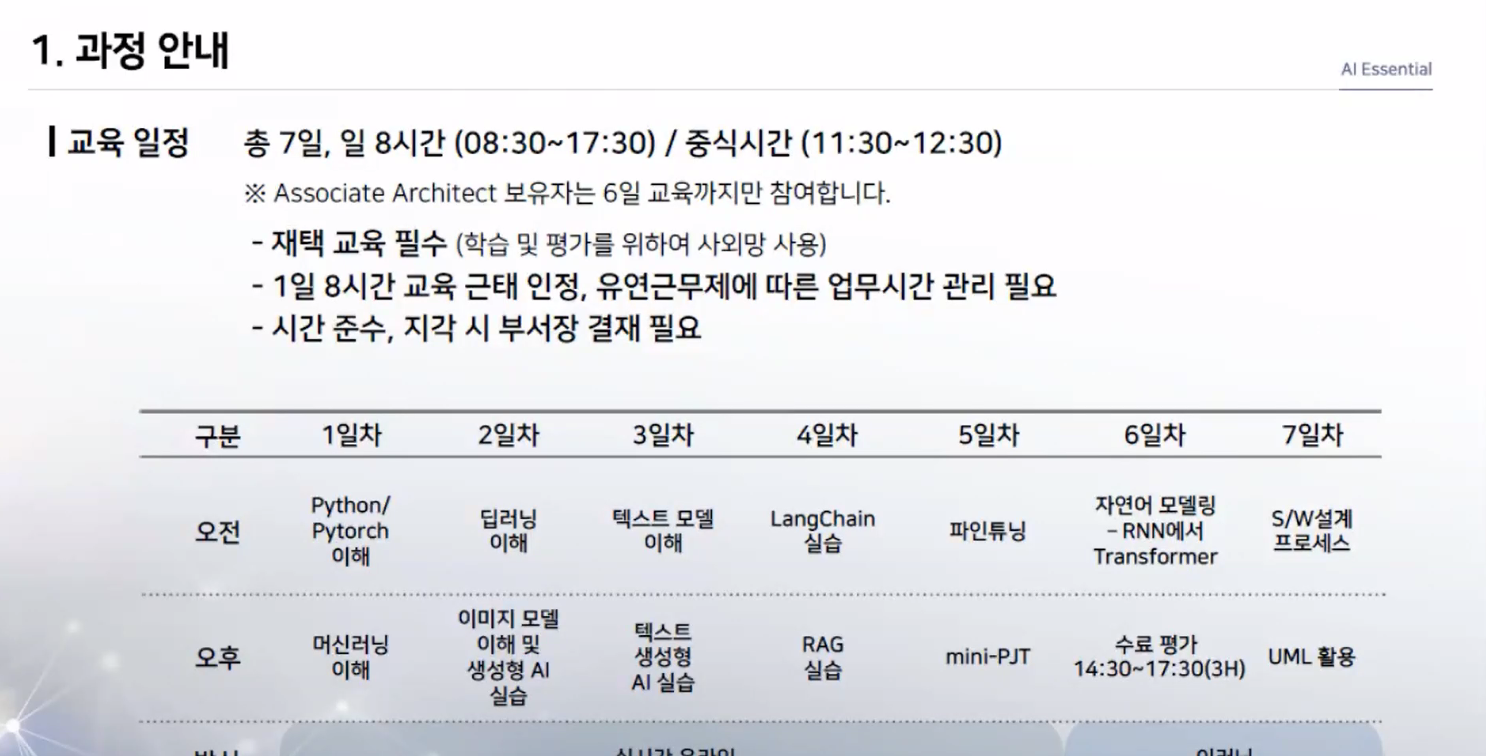 1. 과정 안내
AI Essential
교육 일정
총 7일, 일 8시간 (08:30~17:30) / 중식시간 (11:30~12:30)
※ Associate Architect 보유자는 6일 교육까지만 참여합니다.
- 재택 교육 필수 (학습 및 평가를 위하여 사외망 사용)
- 1일 8시간 교육 근태 인정, 유연근무제에 따른 업무시간 관리 필요
- 시간 준수, 지각 시 부서장 결재 필요
구분
1일차
2일차
3일차
4일차
5일차
6일차
7일차
오전
Python/
Pytorch
이해
딥러닝
이해
텍스트 모델
이해
LangChain
실습
파인튜닝
자연어 모델링
– RNN에서
Transformer
S/W설계
프로세스
오후
머신러닝
이해
이미지 모델
이해 및
생성형 AI
실습
텍스트
생성형
AI 실습
RAG
실습
mini-PJT
수료 평가
14:30~17:30(3H)
UML 활용